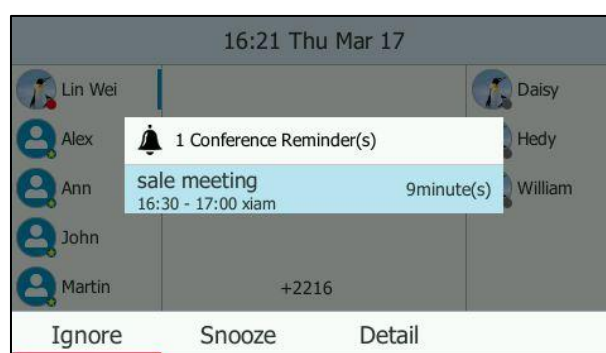 16:21 Thu Mar 17
Lin Wei
Daisy
Alex
1 Conference Reminder(s)
Hedy
Ann
sale meeting
9minute(s)
William
16:30 - 17:00 xiam
John
Martin
+2216
Ignore
Snooze
Detail